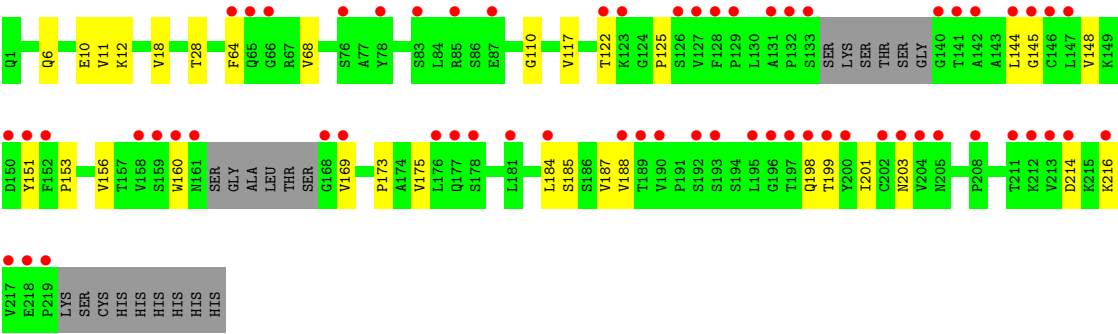 Q1 Q6 E10 V11 K12 V18 T28 F64 Q65 G66 R67 V68 S76 A77 Y78 S83 L84 R85 S86 E87 G110 V117 T122 K123 G124 P125 S126 V127 F128 P129 L130 A131 P132 S133 SER LYS SER THR SER GLY G140 T141 A142 A143 L144 G145 C146 L147 V148 K149
D150 Y151 F152 P153 V156 T157 V158 S159 W160 N161 SER GLY ALA LEU THR SER G168 V169 P173 A174 V175 L176 Q177 S178 L181 L184 S185 S186 V187 V188 T189 V190 P191 S192 S193 S194 L195 G196 T197 Q198 T199 Y200 I201 C202 N203 V204 N205 P208 T211 K212 V213 D214 K215 K216
V217 E218 P219 LYS SER CYS HIS HIS HIS HIS HIS HIS